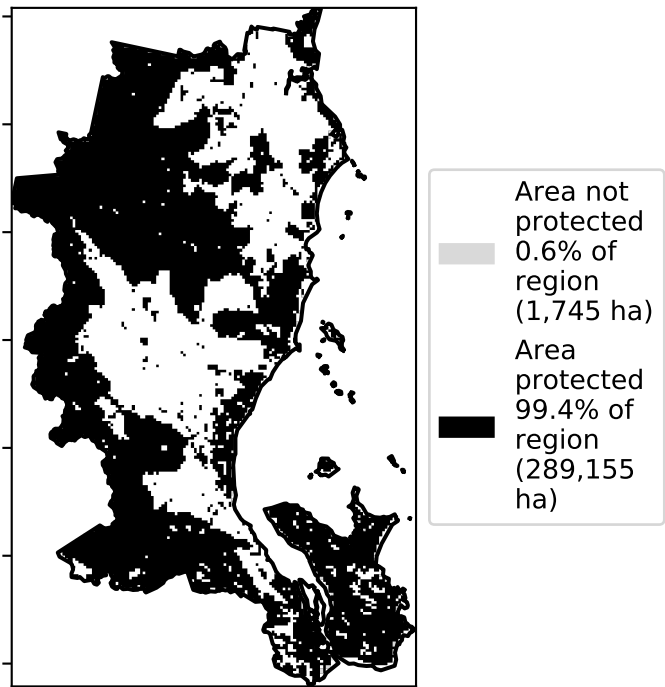 Area not
protected
0.6% of
region
(1,745 ha)
Area
protected
99.4% of
region
(289,155
ha)